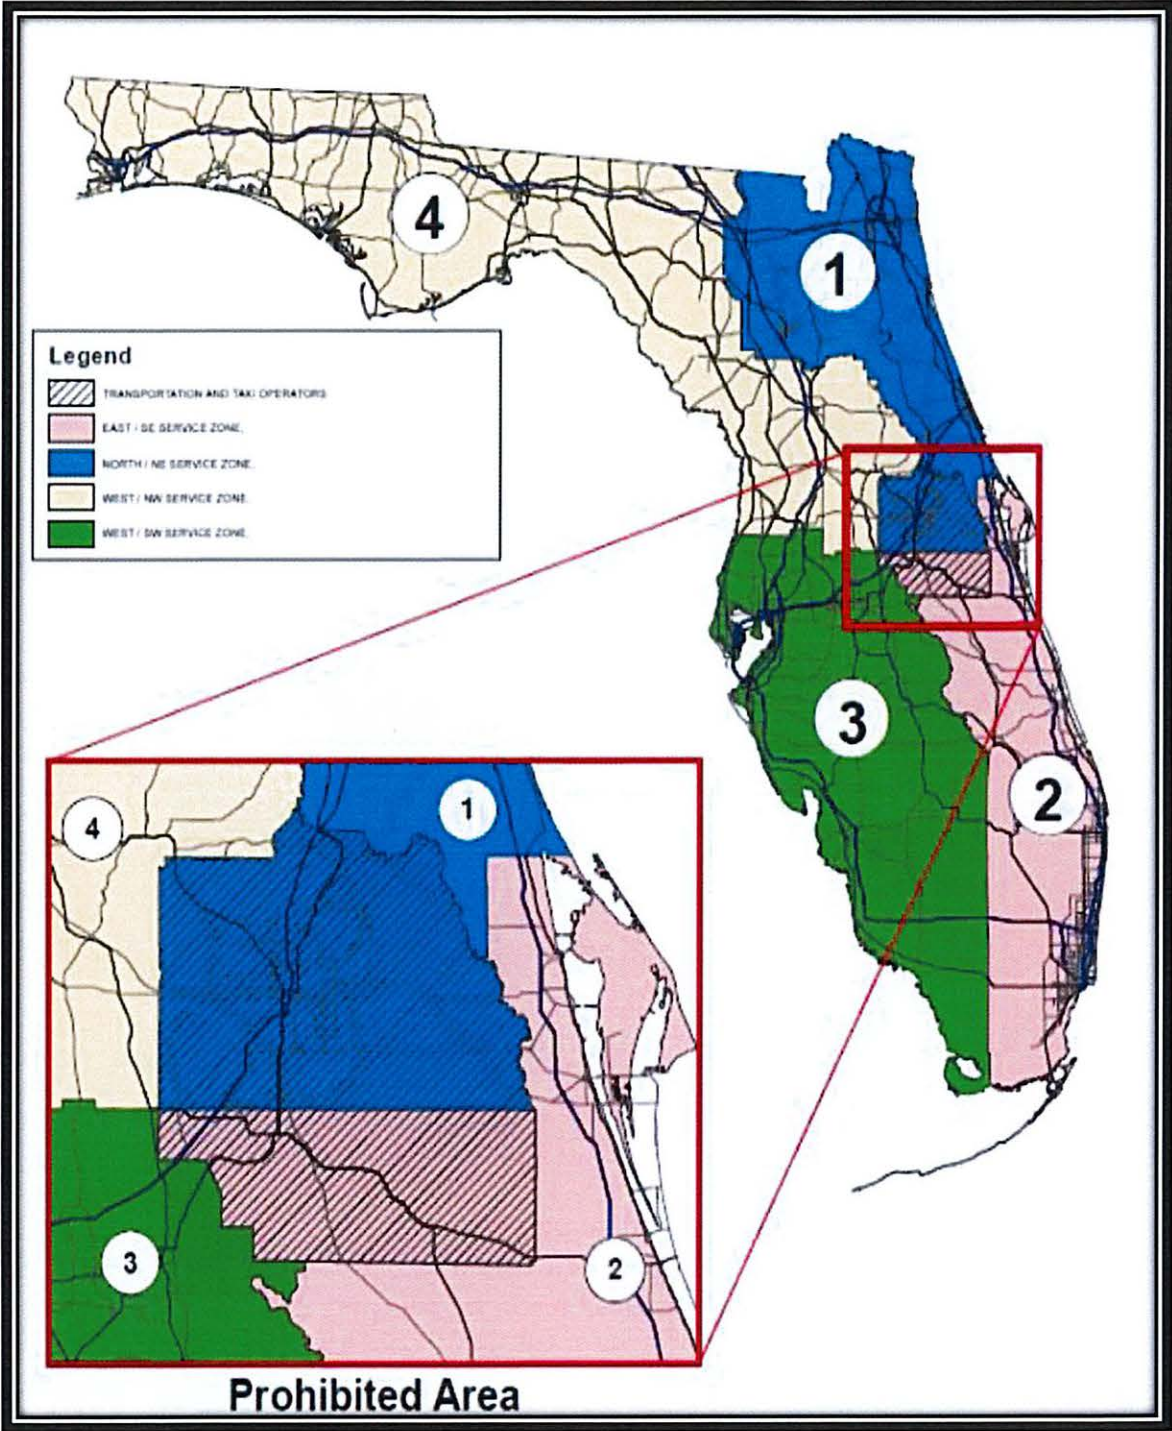 4
1
Legend
TRANSPORTATION AND TAXI OPERATORS
EAST / SE SERVICE ZONE.
NORTH / NE SERVICE ZONE.
WEST / NW SERVICE ZONE.
WEST / SW SERVICE ZONE.
3
2
4
1
3
2
Prohibited Area